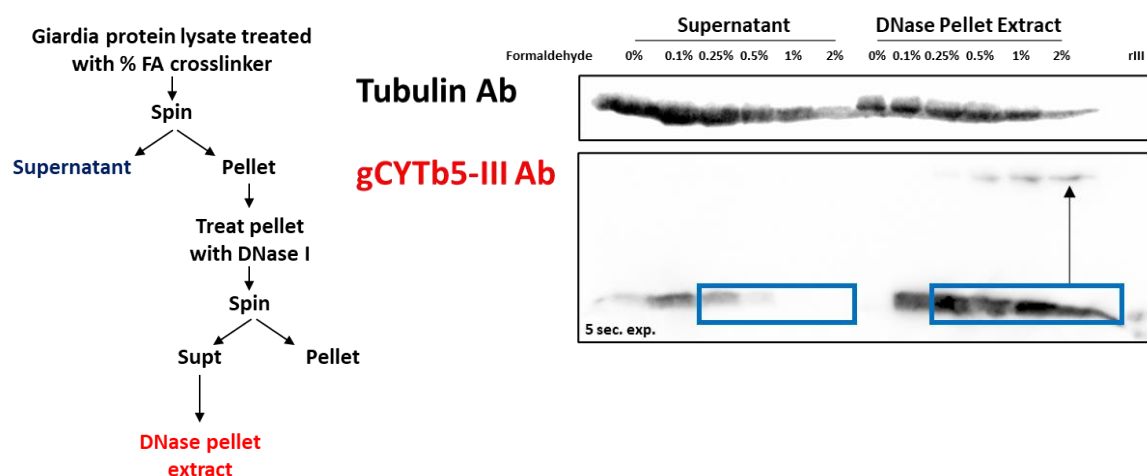 Giardia protein lysate treated
with % FA crosslinker
Spin
Supernatant
Pellet
Treat pellet
with DNase I
Spin
Supt
Pellet
DNase pellet
extract
Supernatant
DNase Pellet Extract
Formaldehyde 0% 0.1% 0.25% 0.5% 1% 2% 0% 0.1% 0.25% 0.5% 1% 2% rIII
Tubulin Ab
gCYTb5-III Ab
5 sec. exp.